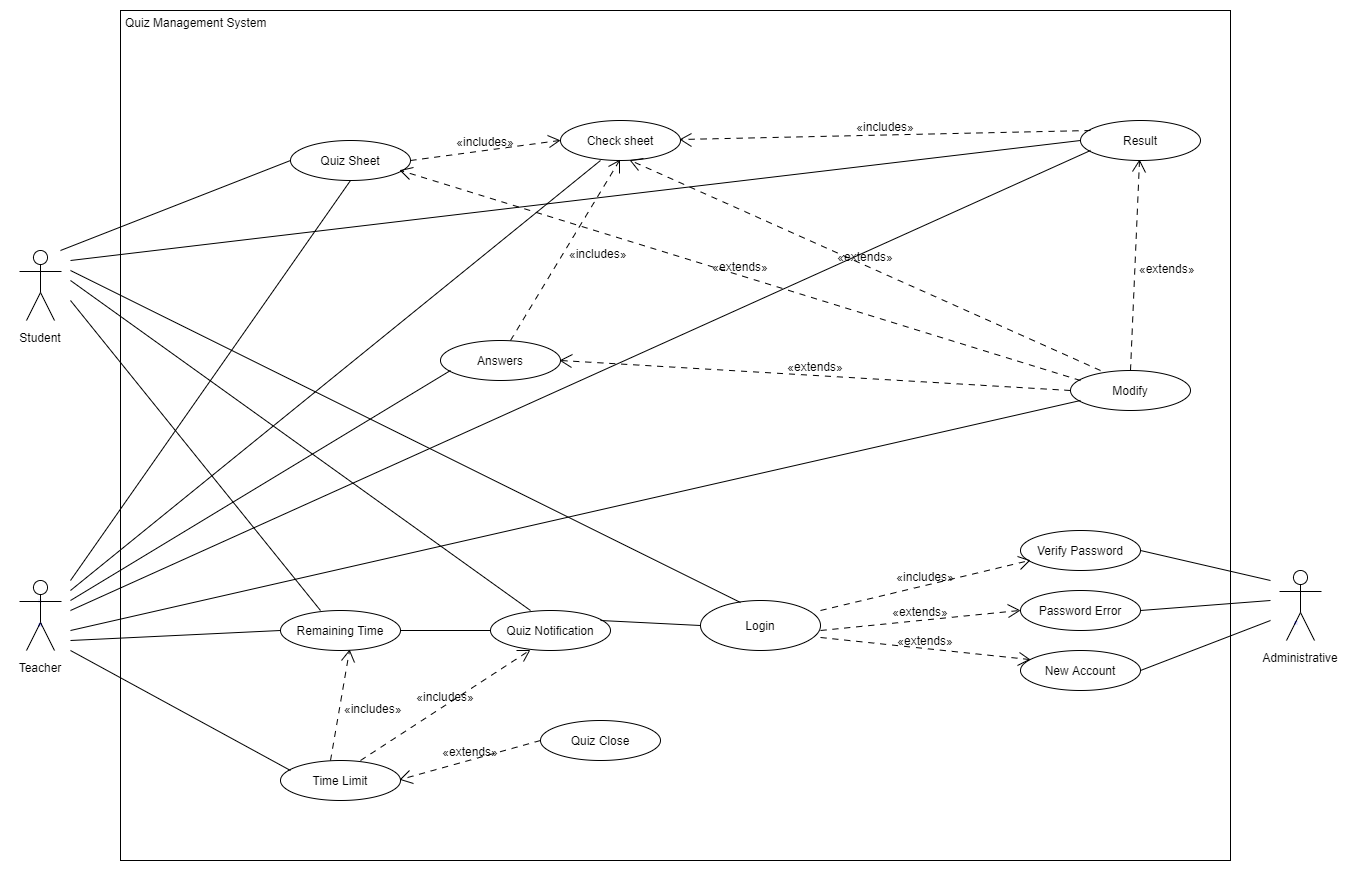 Quiz Management System
Check sheet
«includes»
Result
«includes»
Quiz Sheet
«includes»
«extends»
«extends»
«extends»
Student
Answers
«extends»
Modify
Verify Password
«includes»
Password Error
«extends»
Remaining Time
Quiz Notification
Login
«extends»
Administrative
Teacher
New Account
«includes»
«includes»
Quiz Close
«extends»
Time Limit